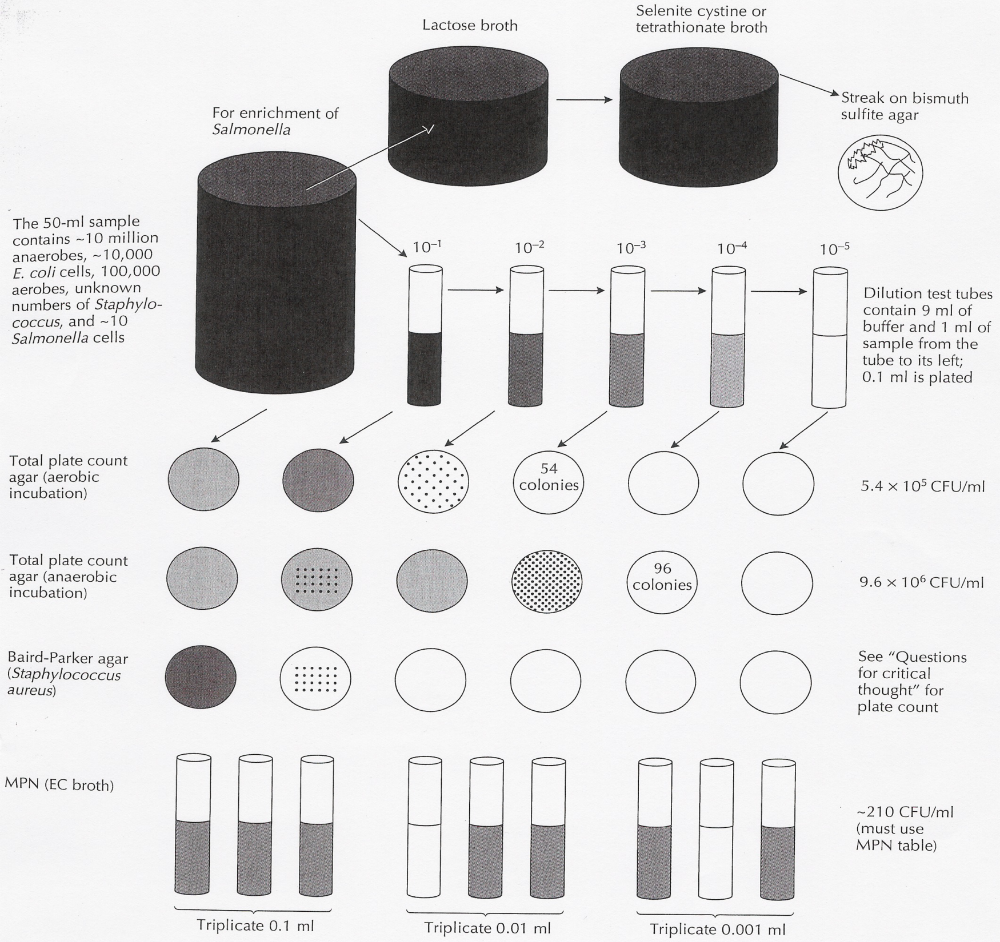 Lactose broth
Selenite cystine or
tetrathionate broth
Streak on bismuth
sulfite agar
For enrichment of
Salmonella
The 50-ml sample
contains ~10 million
anaerobes, ~10,000
E. coli cells, 100,000
aerobes, unknown
numbers of Staphylo-
coccus, and ~10
Salmonella cells
10⁻¹
10⁻²
10⁻³
10⁻⁴
10⁻⁵
Dilution test tubes
contain 9 ml of
buffer and 1 ml of
sample from the
tube to its left;
0.1 ml is plated
Total plate count
agar (aerobic
incubation)
54
colonies
5.4 × 10⁵ CFU/ml
Total plate count
agar (anaerobic
incubation)
96
colonies
9.6 × 10⁶ CFU/ml
Baird-Parker agar
(Staphylococcus
aureus)
See “Questions
for critical
thought” for
plate count
MPN (EC broth)
~210 CFU/ml
(must use
MPN table)
Triplicate 0.1 ml
Triplicate 0.01 ml
Triplicate 0.001 ml